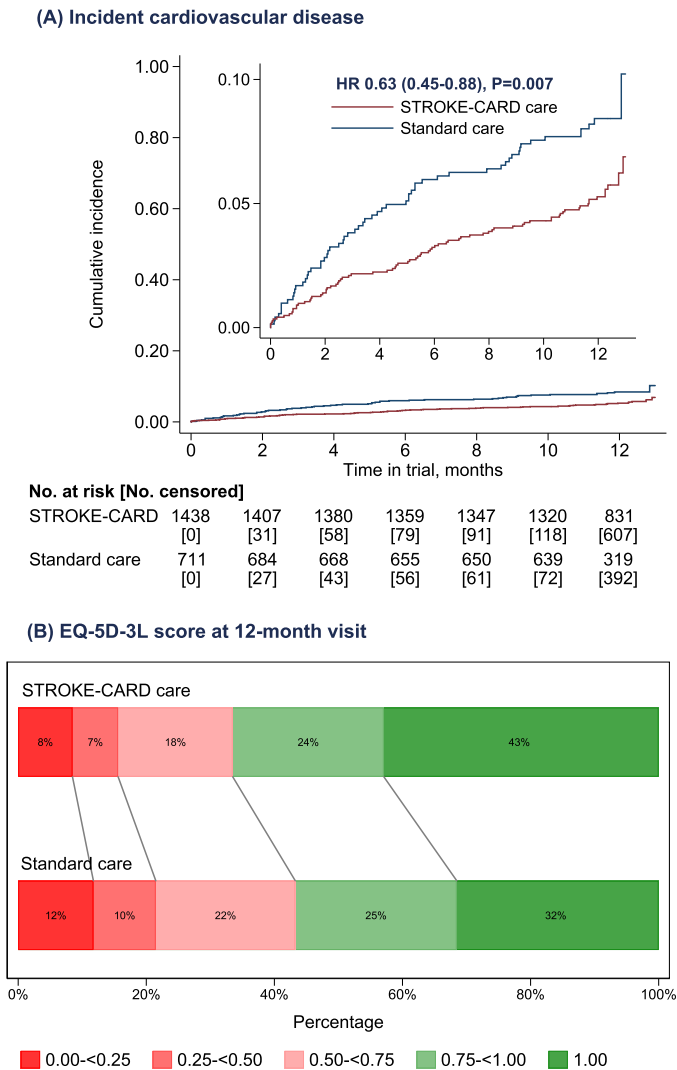 (A) Incident cardiovascular disease
1.00
0.80
0.60
0.40
0.20
0.00
Cumulative incidence
0.10
0.05
0.00
HR 0.63 (0.45-0.88), P=0.007
STROKE-CARD care
Standard care
0 2 4 6 8 10 12
0 2 4 6 8 10 12
Time in trial, months
No. at risk [No. censored]
STROKE-CARD 1438 1407 1380 1359 1347 1320 831
[0] [31] [58] [79] [91] [118] [607]
Standard care 711 684 668 655 650 639 319
[0] [27] [43] [56] [61] [72] [392]
(B) EQ-5D-3L score at 12-month visit
STROKE-CARD care
8% 7% 18% 24% 43%
Standard care
12% 10% 22% 25% 32%
0% 20% 40% 60% 80% 100%
Percentage
0.00-<0.25 0.25-<0.50 0.50-<0.75 0.75-<1.00 1.00